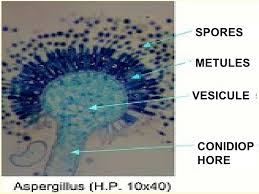 SPORES
METULES
VESICULE
CONIDIOP
HORE
Aspergillus (H.P. 10x40)